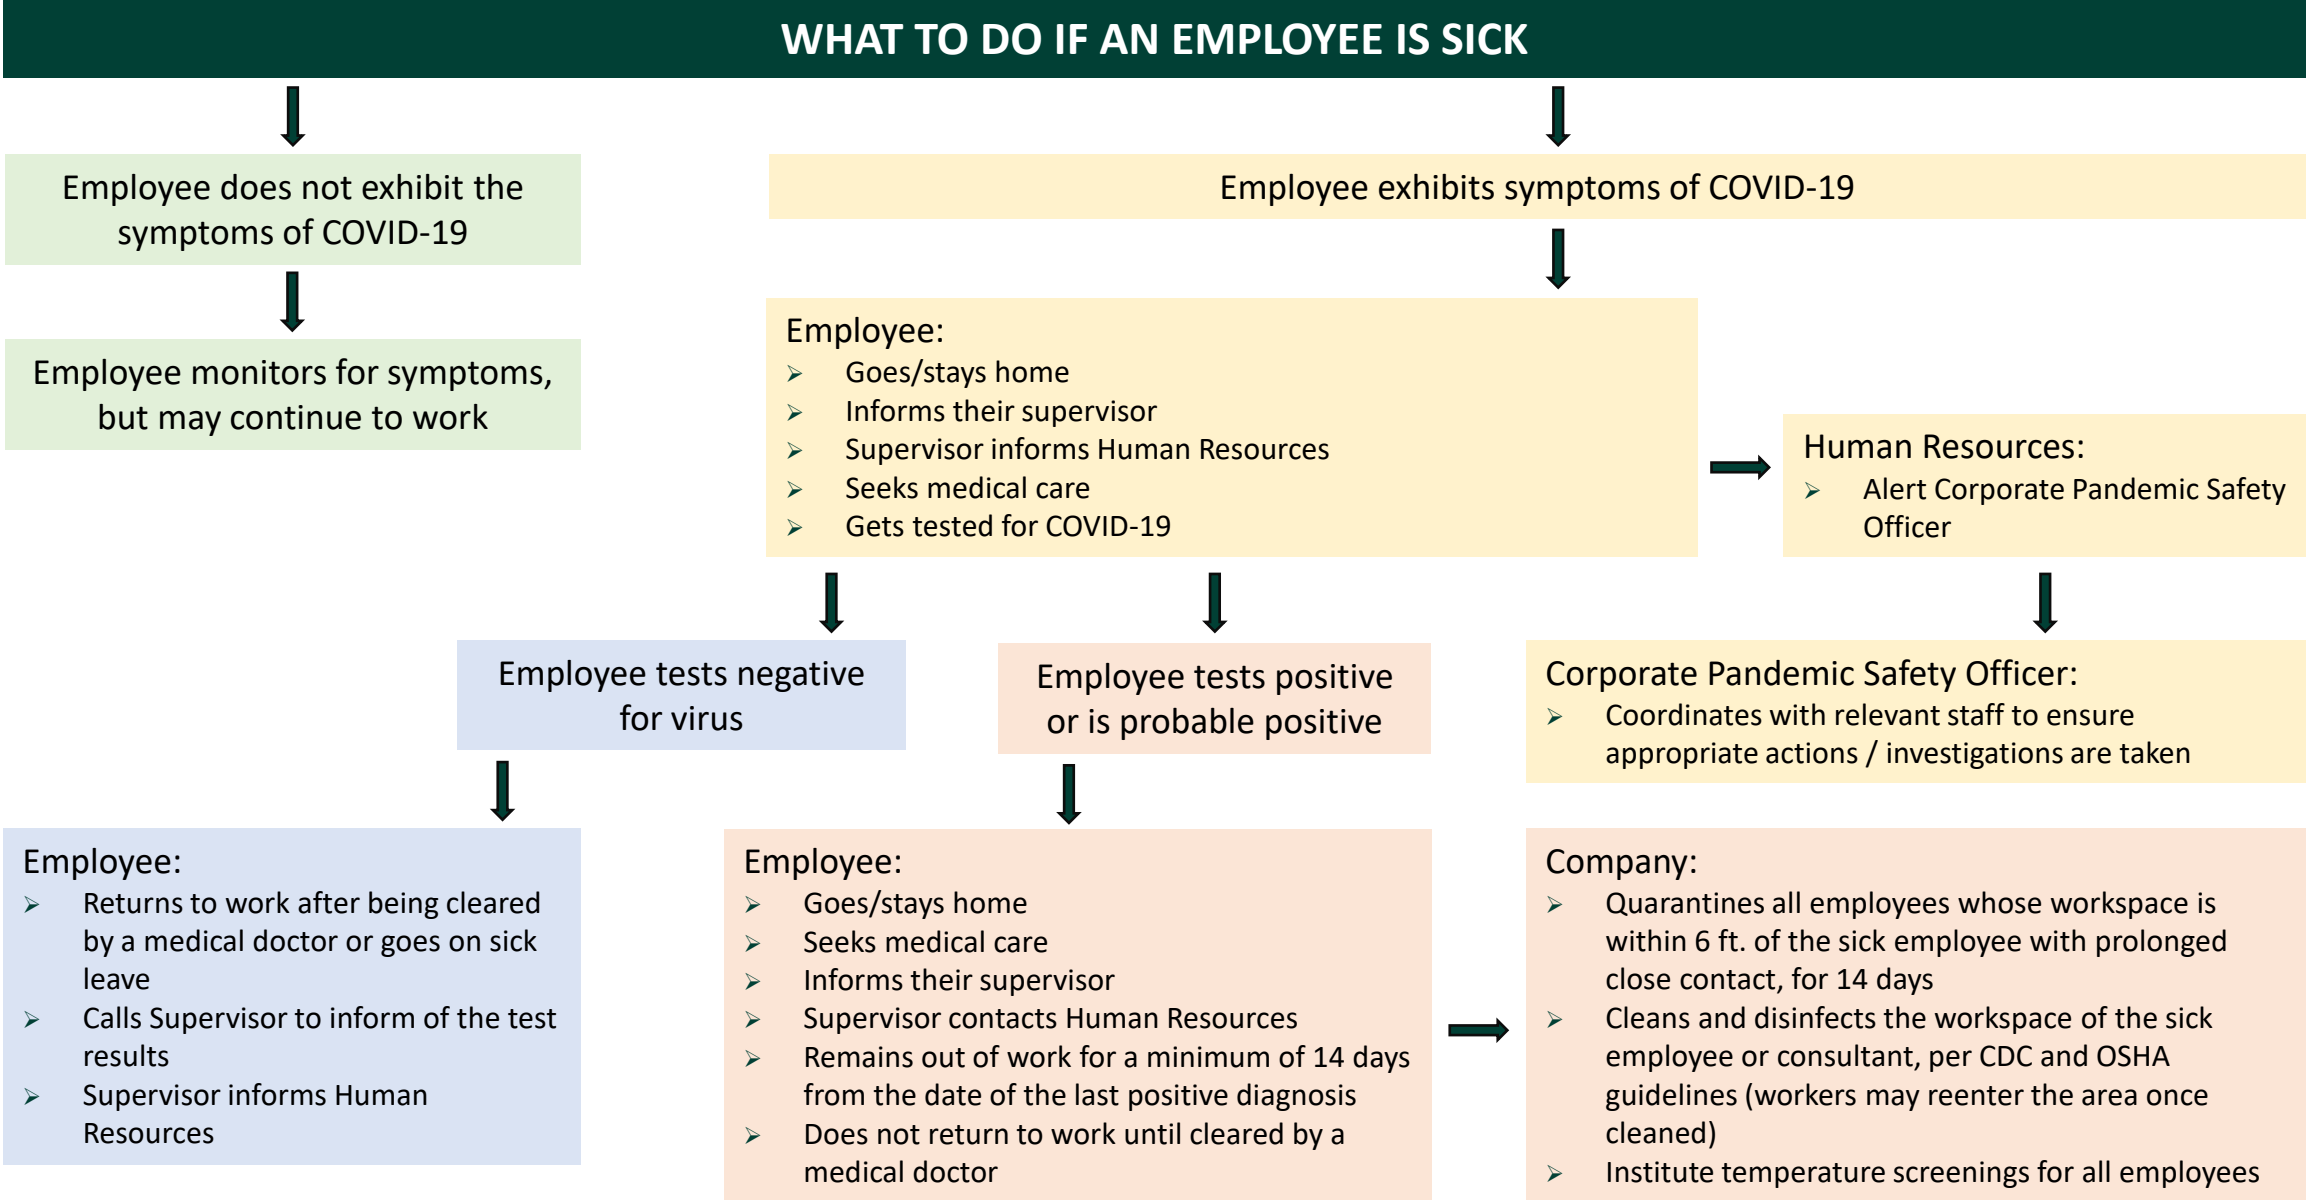 WHAT TO DO IF AN EMPLOYEE IS SICK
Employee does not exhibit the
symptoms of COVID-19
Employee monitors for symptoms,
but may continue to work
Employee exhibits symptoms of COVID-19
Employee:
➢ Goes/stays home
➢ Informs their supervisor
➢ Supervisor informs Human Resources
➢ Seeks medical care
➢ Gets tested for COVID-19
Human Resources:
➢ Alert Corporate Pandemic Safety
Officer
Employee tests negative
for virus
Employee tests positive
or is probable positive
Corporate Pandemic Safety Officer:
➢ Coordinates with relevant staff to ensure
appropriate actions / investigations are taken
Employee:
➢ Returns to work after being cleared
by a medical doctor or goes on sick
leave
➢ Calls Supervisor to inform of the test
results
➢ Supervisor informs Human
Resources
Employee:
➢ Goes/stays home
➢ Seeks medical care
➢ Informs their supervisor
➢ Supervisor contacts Human Resources
➢ Remains out of work for a minimum of 14 days
from the date of the last positive diagnosis
➢ Does not return to work until cleared by a
medical doctor
Company:
➢ Quarantines all employees whose workspace is
within 6 ft. of the sick employee with prolonged
close contact, for 14 days
➢ Cleans and disinfects the workspace of the sick
employee or consultant, per CDC and OSHA
guidelines (workers may reenter the area once
cleaned)
➢ Institute temperature screenings for all employees